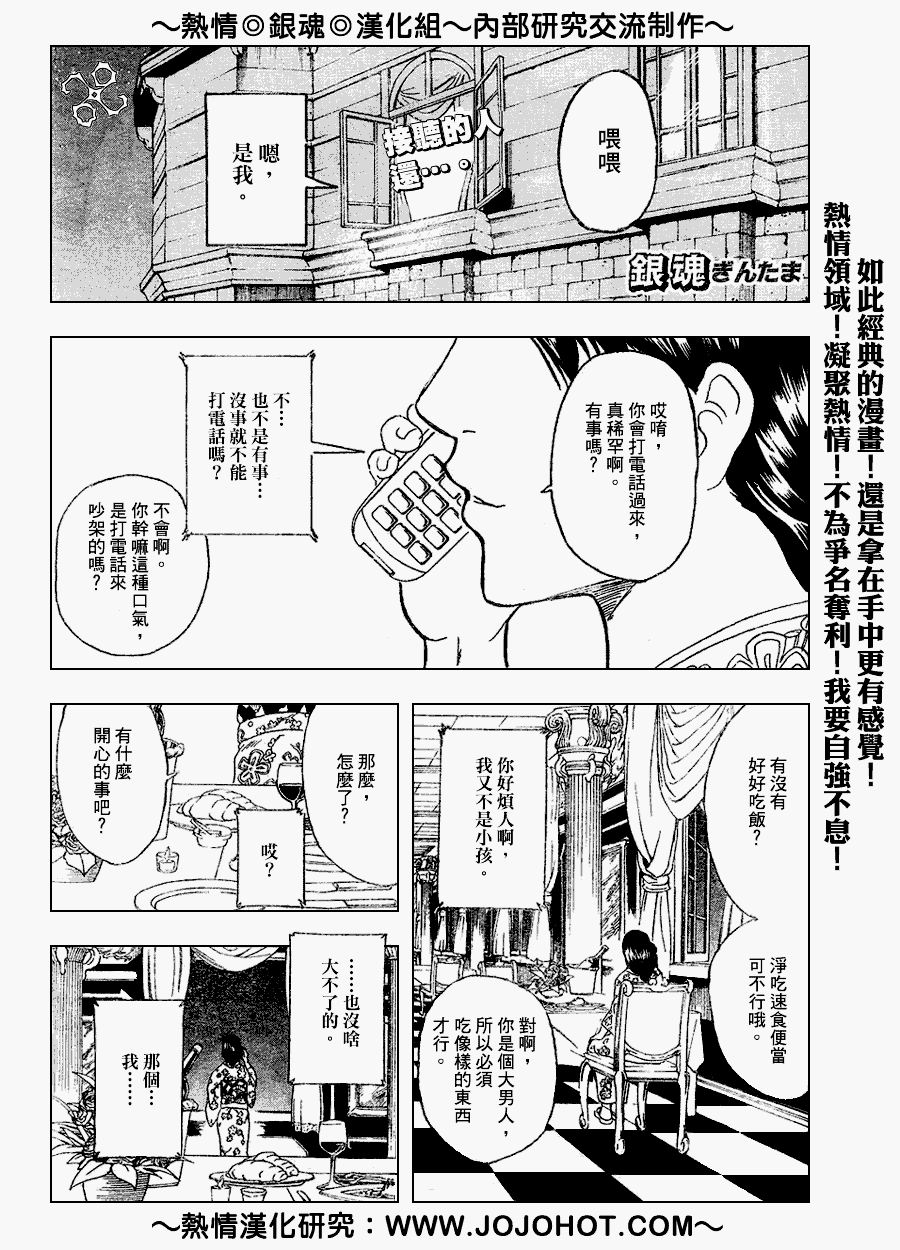 ～熱情◎銀魂◎漢化組～內部研究交流制作～
喂喂
接聽的人
還…。
嗯，
是我。
銀魂ぎんたま
如此經典的漫畫！還是拿在手中更有感覺！
熱情領域！凝聚熱情！不為爭名奪利！我要自強不息！
哎唷，
你會打電話過來，
真稀罕啊。
有事嗎？
不…
也不是有事…
沒事就不能
打電話嗎？
不會啊。
你幹嘛這種口氣，
是打電話來
吵架的嗎？
有沒有
好好吃飯？
你好煩人啊，
我又不是小孩。
淨吃速食便當
可不行哦。
對啊，
你是個大男人，
所以必須
吃像樣的東西
才行。
那麼，
怎麼了？
哎？
有什麼
開心的事吧？
……也沒啥
大不了的。
那個…
我……
～熱情漢化研究：WWW.JOJOHOT.COM～